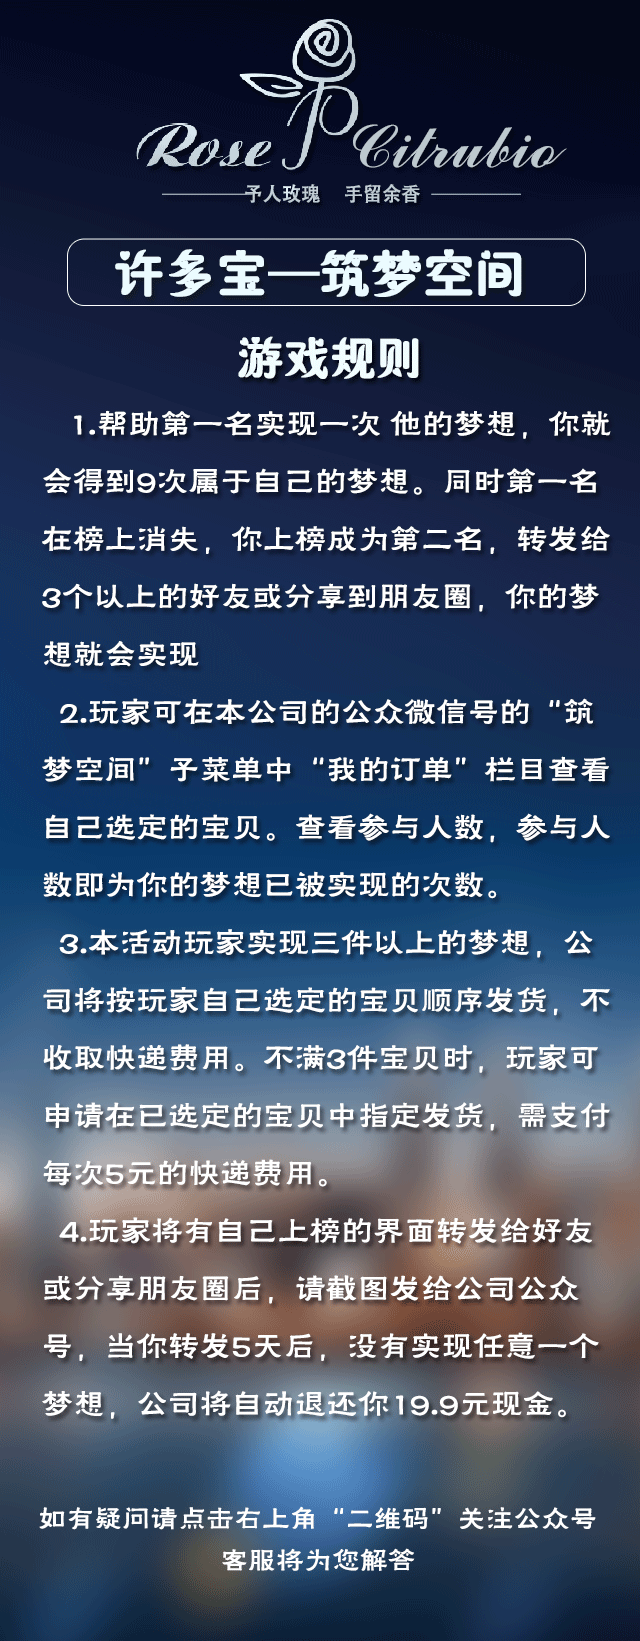 Rose Citrubio
予人玫瑰 手留余香
许多宝—筑梦空间
游戏规则
1.帮助第一名实现一次 他的梦想，你就
会得到9次属于自己的梦想。同时第一名
在榜上消失，你上榜成为第二名，转发给
3个以上的好友或分享到朋友圈，你的梦
想就会实现
2.玩家可在本公司的公众微信号的“筑
梦空间”子菜单中“我的订单”栏目查看
自己选定的宝贝。查看参与人数，参与人
数即为你的梦想已被实现的次数。
3.本活动玩家实现三件以上的梦想，公
司将按玩家自己选定的宝贝顺序发货，不
收取快递费用。不满3件宝贝时，玩家可
申请在已选定的宝贝中指定发货，需支付
每次5元的快递费用。
4.玩家将有自己上榜的界面转发给好友
或分享朋友圈后，请截图发给公司公众
号，当你转发5天后，没有实现任意一个
梦想，公司将自动退还你19.9元现金。
如有疑问请点击右上角“二维码”关注公众号
客服将为您解答